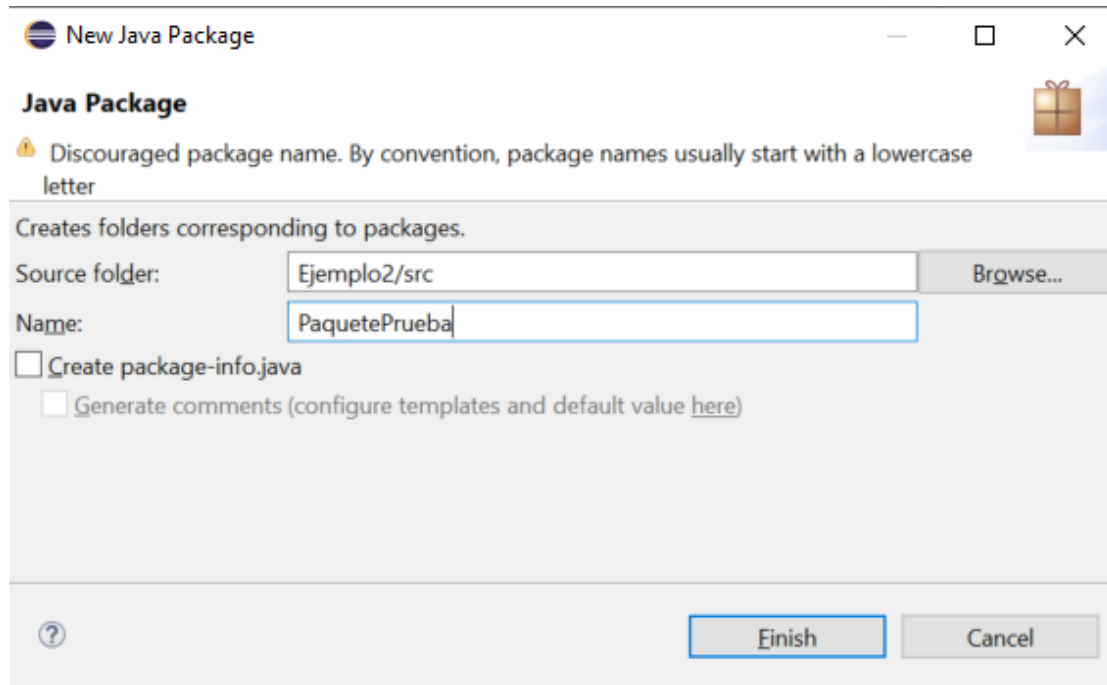 New Java Package
Java Package
Discouraged package name. By convention, package names usually start with a lowercase
letter
Creates folders corresponding to packages.
Source folder: Ejemplo2/src Browse...
Name: PaquetePrueba
Create package-info.java
Generate comments (configure templates and default value here)
? Finish Cancel